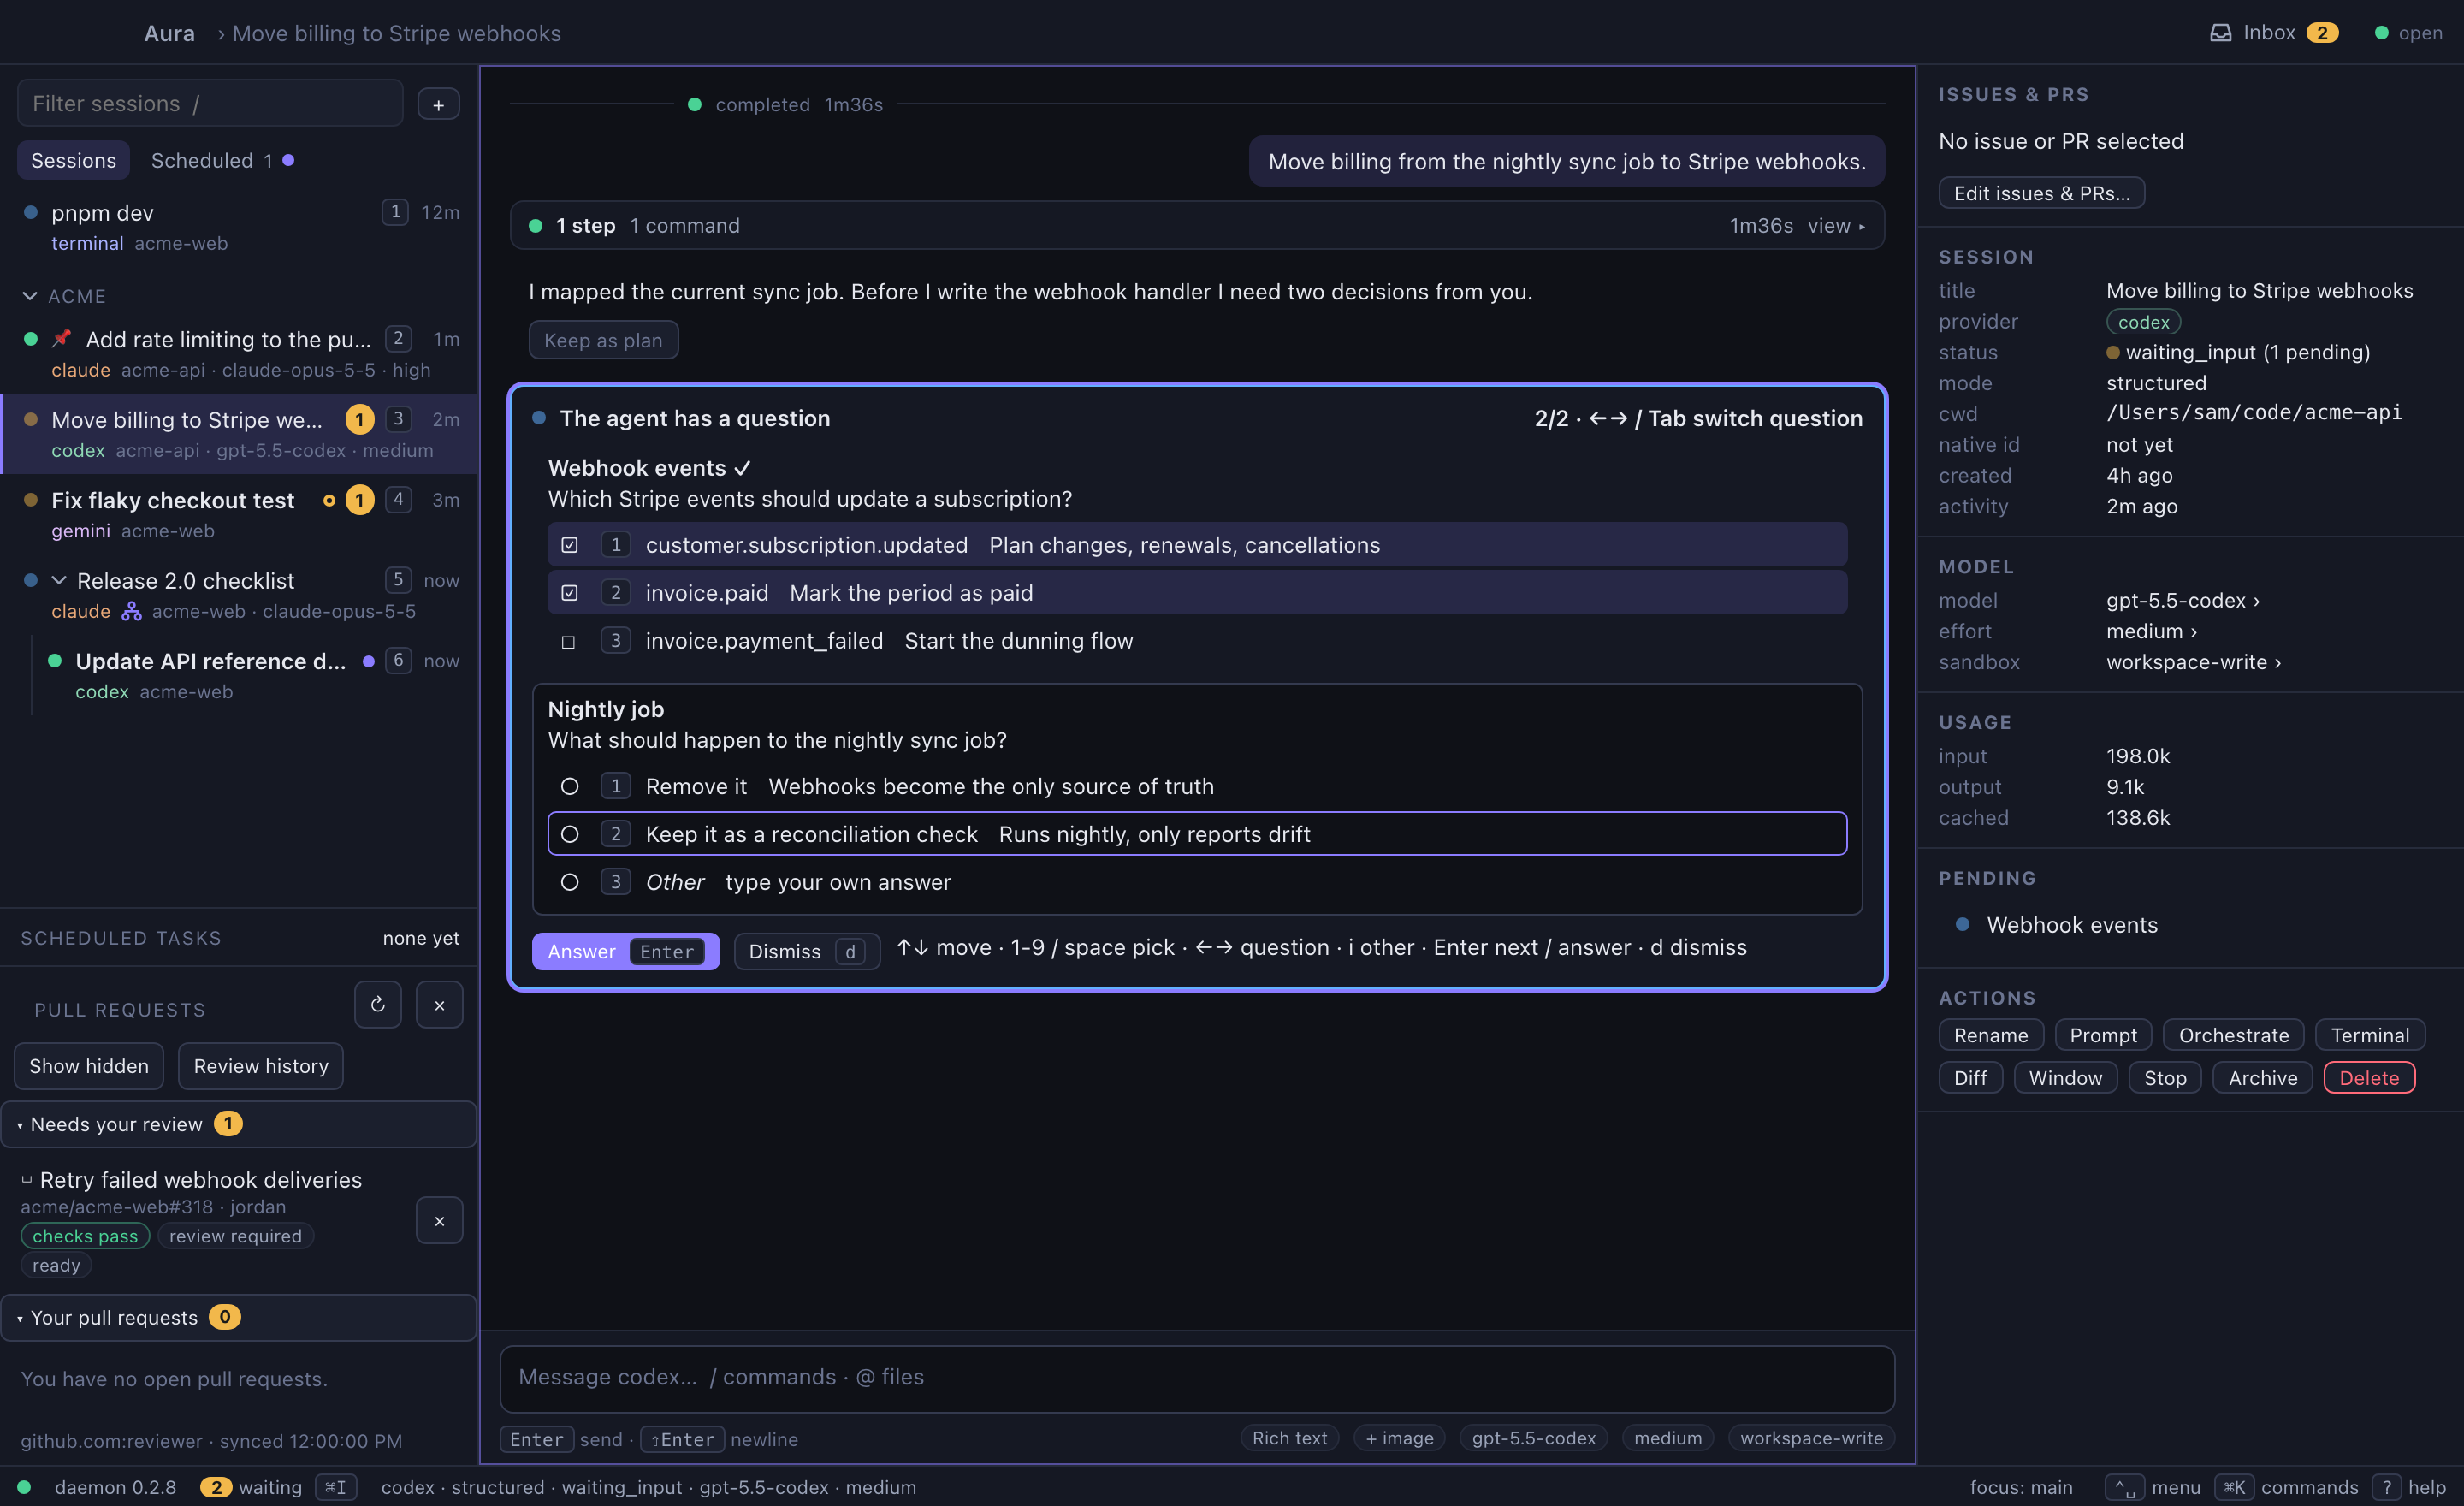 Aura › Move billing to Stripe webhooks
Inbox 2 open
Filter sessions /
+
Sessions Scheduled 1
pnpm dev 1 12m
terminal acme-web
ACME
Add rate limiting to the pu... 2 1m
claude acme-api · claude-opus-5-5 · high
Move billing to Stripe we... 1 3 2m
codex acme-api · gpt-5.5-codex · medium
Fix flaky checkout test 1 4 3m
gemini acme-web
Release 2.0 checklist 5 now
claude acme-web · claude-opus-5-5
Update API reference d... 6 now
codex acme-web
SCHEDULED TASKS none yet
PULL REQUESTS ↻ ×
Show hidden Review history
▾ Needs your review 1
Retry failed webhook deliveries
acme/acme-web#318 · jordan
×
checks pass review required
ready
▾ Your pull requests 0
You have no open pull requests.
github.com:reviewer · synced 12:00:00 PM
completed 1m36s
Move billing from the nightly sync job to Stripe webhooks.
1 step 1 command 1m36s view ▸
I mapped the current sync job. Before I write the webhook handler I need two decisions from you.
Keep as plan
The agent has a question 2/2 · ←→ / Tab switch question
Webhook events ✓
Which Stripe events should update a subscription?
☑ 1 customer.subscription.updated Plan changes, renewals, cancellations
☑ 2 invoice.paid Mark the period as paid
☐ 3 invoice.payment_failed Start the dunning flow
Nightly job
What should happen to the nightly sync job?
○ 1 Remove it Webhooks become the only source of truth
○ 2 Keep it as a reconciliation check Runs nightly, only reports drift
○ 3 Other type your own answer
Answer Enter Dismiss d ↑↓ move · 1-9 / space pick · ←→ question · i other · Enter next / answer · d dismiss
Message codex... / commands · @ files
Enter send · ⇧Enter newline
Rich text + image gpt-5.5-codex medium workspace-write
ISSUES & PRS
No issue or PR selected
Edit issues & PRs...
SESSION
title Move billing to Stripe webhooks
provider codex
status waiting_input (1 pending)
mode structured
cwd /Users/sam/code/acme-api
native id not yet
created 4h ago
activity 2m ago
MODEL
model gpt-5.5-codex ›
effort medium ›
sandbox workspace-write ›
USAGE
input 198.0k
output 9.1k
cached 138.6k
PENDING
Webhook events
ACTIONS
Rename Prompt Orchestrate Terminal
Diff Window Stop Archive Delete
daemon 0.2.8 2 waiting ⌘I codex · structured · waiting_input · gpt-5.5-codex · medium
focus: main ⌃␣ menu ⌘K commands ? help